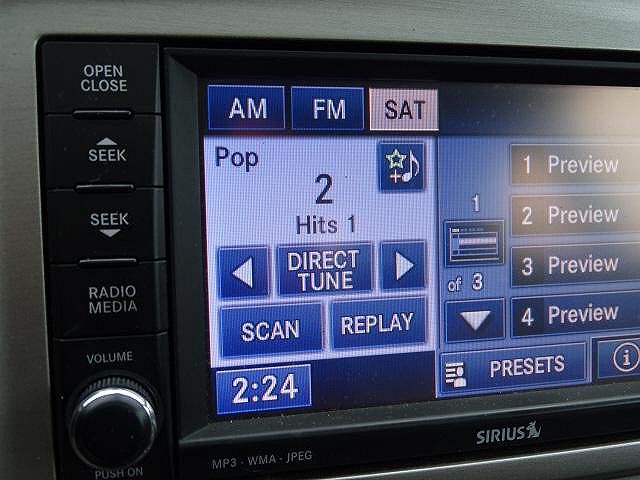 OPEN
CLOSE
SEEK
SEEK
RADIO
MEDIA
VOLUME
PUSH ON
AM FM SAT
Pop
2
Hits 1
DIRECT
TUNE
SCAN REPLAY
2:24
1
of 3
1 Preview
2 Preview
3 Preview
4 Preview
PRESETS
i
MP3 - WMA - JPEG
SIRIUS